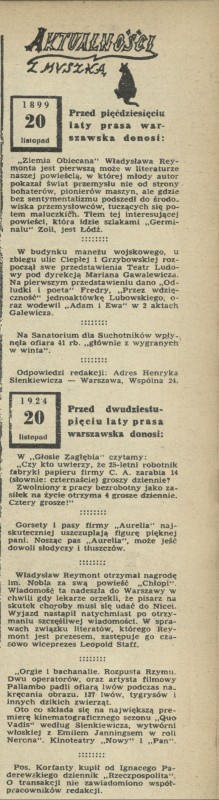 AKTUALNOŚCI
Z MYSZKĄ
1899
20
listopad
Przed pięćdziesięciu
laty prasa war-
szawska donosi:
„Ziemia Obiecana" Władysława Rey-
monta jest pierwszą może w literaturze
naszej powieścią, w której młody autor
pokazał świat przemysłu nie od strony
bohaterów, pionierów maszyn, ale gdzie
bez sentymentalizmu podszedł do środo-
wiska przemysłowców, tuczących się po-
tem maluczkich. Tłem tej interesującej
powieści, która idzie szlakami „Germi-
nalu" Zoli, jest Łódź.
::::::::
W budynku maneżu wojskowego, u
zbiegu ulic Ciepłej i Grzybowskiej roz-
począł swe przedstawienia Teatr Ludo-
wy pod dyrekcją Mariana Gawalewicza.
Na pierwszym przedstawieniu dano „Od-
ludki i poeta" Fredry, „Przez wdzię-
czność" jednoaktówkę Lubowskiego, o-
raz wodewil „Adam i Ewa" w 2 aktach
Galewicza.
::::::::
Na Sanatorium dla Suchotników wpły-
nęła ofiara 41 rb. „głównie z wygranych
w winta".
::::::::
Odpowiedzi redakcji: Adres Henryka
Sienkiewicza — Warszawa, Wspólna 24.
::::::::
1924
20
listopad
Przed dwudziestu-
pięciu laty prasa
warszawska donosi:
W „Głosie Zagłębia" czytamy:
„Czy kto uwierzy, że 25-letni robotnik
fabryki papieru firmy C. A. zarabia 14
(słownie: czternaście) groszy dziennie?
Zwolnieni z pracy bezrobotny jako za-
siłek na życie otrzyma 4 grosze dziennie.
Cztery grosze!"
::::::::
Gorsety i pasy firmy „Aurelia" naj-
skuteczniej uszczuplają figurę pięknej
pani. Nosząc pas „Aurelia", może jeść
dowoli słodyczy i tłuszczów.
::::::::
Władysław Reymont otrzymał nagrodę
im. Nobla za swą powieść „Chłopi".
Wiadomość ta nadeszła do Warszawy w
chwili gdy lekarze orzekli, że pisarz na
skutek choroby musi się udać do Nicei.
Wyjazd nastąpił natychmiast po otrzy-
maniu szczęśliwej wiadomości. W spra-
wach związku literatów, którego Rey-
mont jest prezesem, zastępuje go cza-
sowo wiceprezes Leopold Staff.
::::::::
„Orgie i bachanalie. Rozpusta Rzymu.
Dwu operatorów, oraz artysta filmowy
Pallambo padli ofiarą lwów podczas na-
kręcania obrazu. 137 lwów, tygrysów i
innych dzikich zwierząt.
Oto co składa się na największą pre-
mierę kinematograficznego sezonu „Quo
Vadis" według Sienkiewicza, wytwórni
włoskiej z Emilem Janningsem w roli
Nerona". Kinoteatry „Nowy" i „Pan".
::::::::
Pos. Korfanty kupił od Ignacego Pa-
derewskiego dziennik „Rzeczpospolita".
O transakcji nie zawiadomiono współ-
pracowników redakcji.